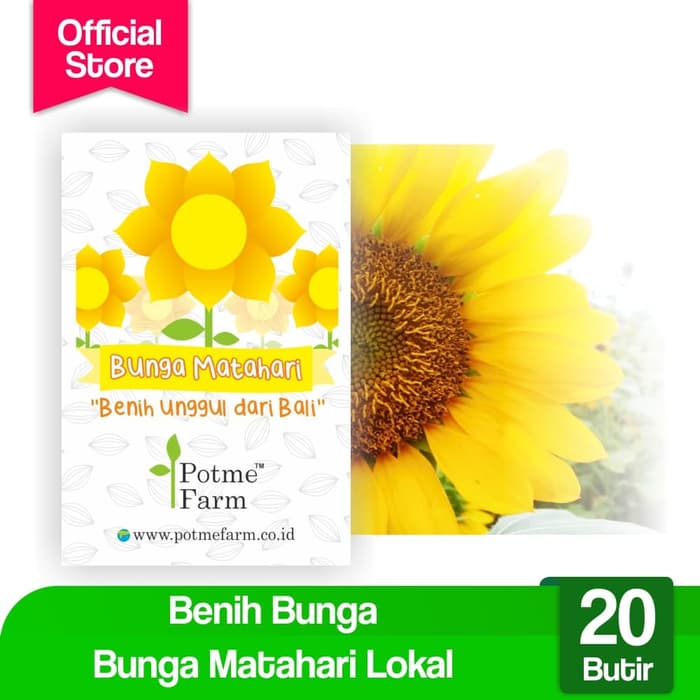 Official
Store
Bunga Matahari
"Benih Unggul dari Bali"
Potme™
Farm
www.potmefarm.co.id
Benih Bunga
Bunga Matahari Lokal
20
Butir